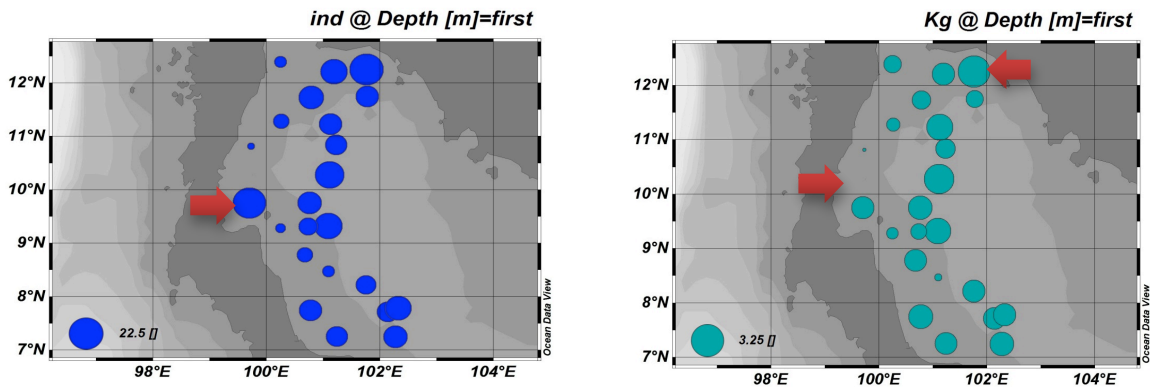 ind @ Depth [m]=first
12°N
11°N
10°N
9°N
8°N
7°N
22.5 []
98°E
100°E
102°E
104°E
Ocean Data View
Kg @ Depth [m]=first
12°N
11°N
10°N
9°N
8°N
7°N
3.25 []
98°E
100°E
102°E
104°E
Ocean Data View